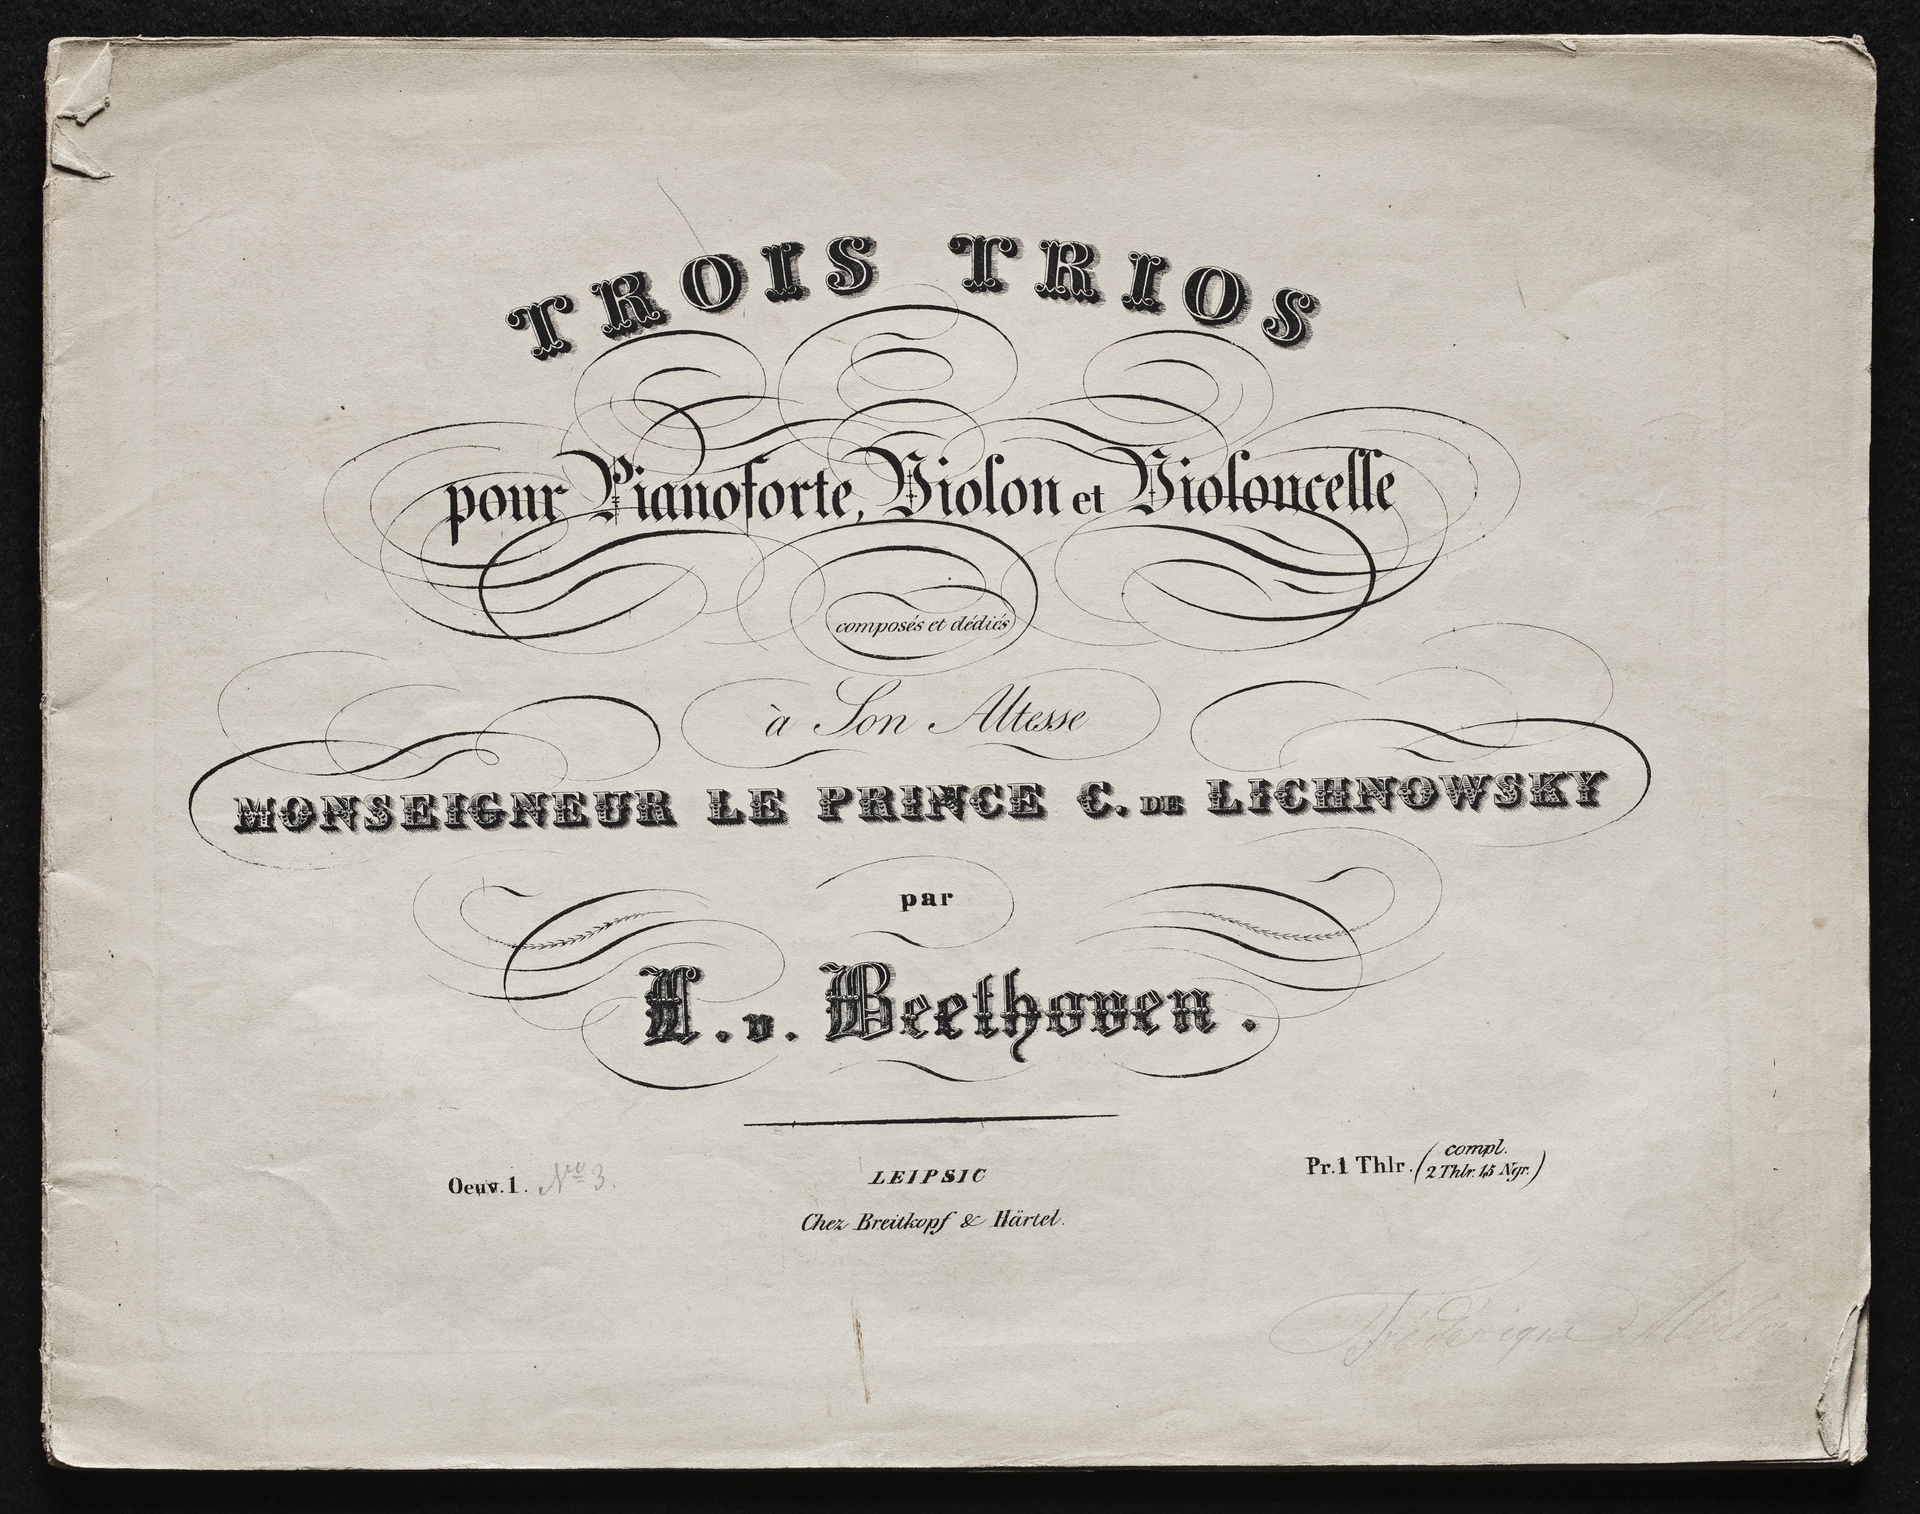 TROIS TRIOS
pour Pianoforte, Violon et Violoncelle
composés et dédiés
à Son Altesse
MONSEIGNEUR LE PRINCE C. DE LICHNOWSKY
par
L. v. Beethoven.
Oeuv. 1. No 3.
LEIPSIC
Chez Breitkopf & Härtel.
Pr. 1 Thlr. (compl.
2 Thlr. 15 Ngr.)
Frédérique